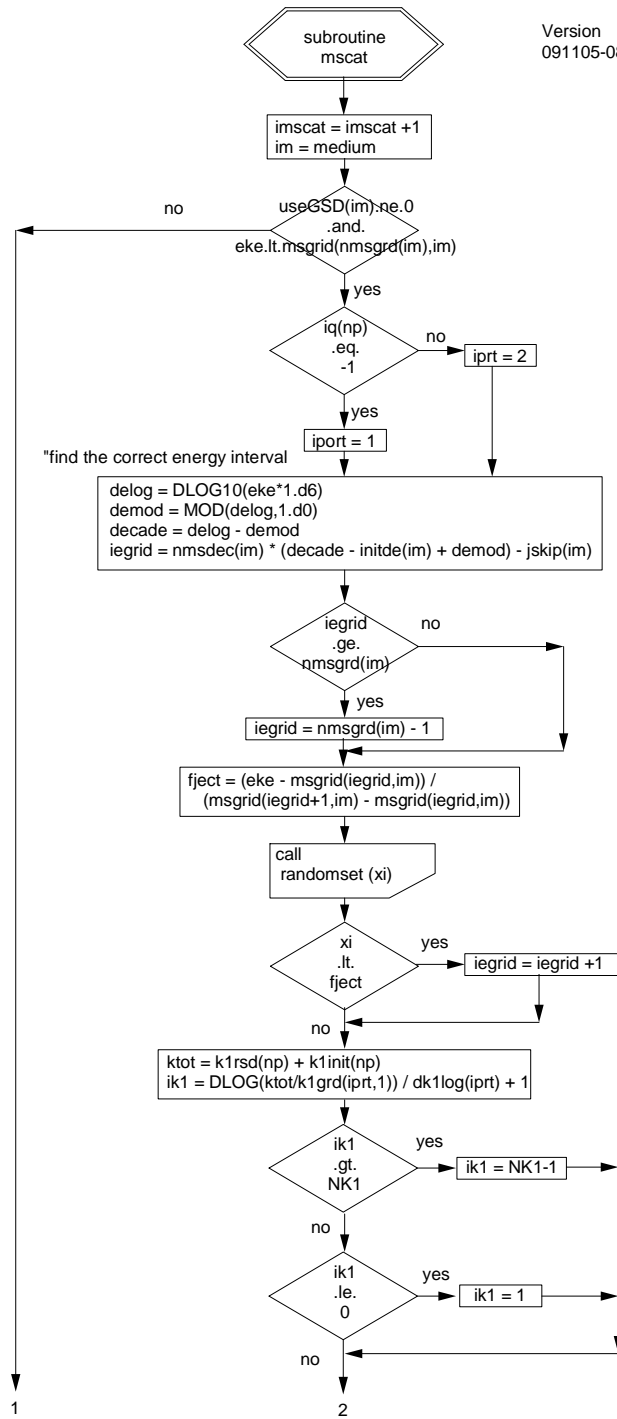 subroutine
mscat
Version
091105-08
imscat = imscat +1
im = medium
no
useGSD(im).ne.0
.and.
eke.lt.msgrid(nmsgrd(im),im)
yes
iq(np)
.eq.
-1
no
iprt = 2
yes
iport = 1
"find the correct energy interval
delog = DLOG10(eke*1.d6)
demod = MOD(delog,1.d0)
decade = delog - demod
iegrid = nmsdec(im) * (decade - initde(im) + demod) - jskip(im)
iegrid
.ge.
nmsgrd(im)
no
yes
iegrid = nmsgrd(im) - 1
fject = (eke - msgrid(iegrid,im)) /
(msgrid(iegrid+1,im) - msgrid(iegrid,im))
call
randomset (xi)
xi
.lt.
fject
yes
iegrid = iegrid +1
no
ktot = k1rsd(np) + k1init(np)
ik1 = DLOG(ktot/k1grd(iprt,1)) / dk1log(iprt) + 1
ik1
.gt.
NK1
yes
ik1 = NK1-1
no
ik1
.le.
0
yes
ik1 = 1
no
1
2